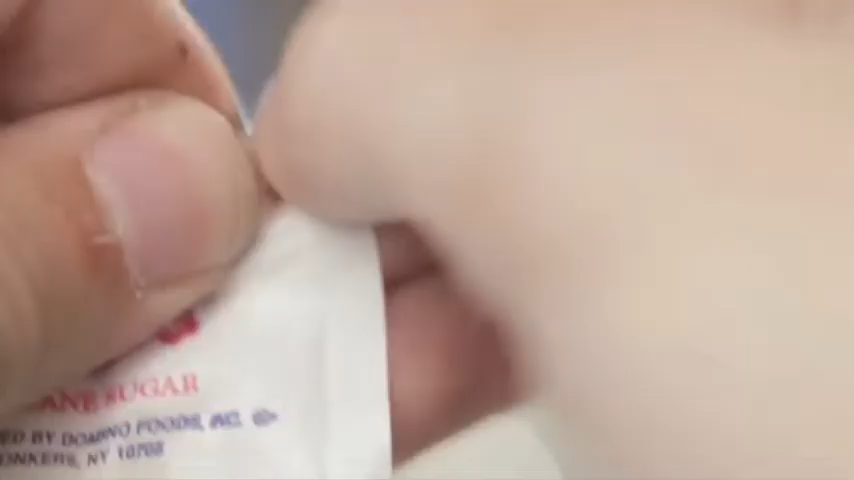 ANE SUGAR
ED BY DOMINO FOODS, INC.
ONKERS, NY 10705